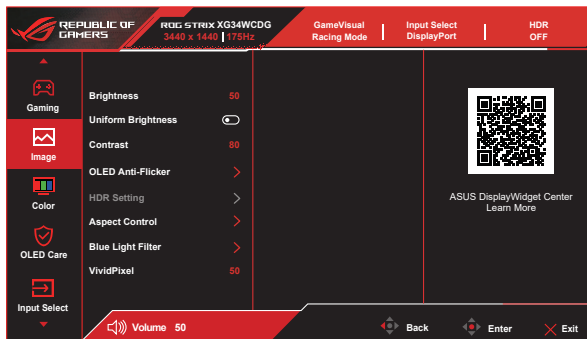 REPUBLIC OF
GAMERS
ROG STRIX XG34WCDG
3440 x 1440 175Hz
GameVisual
Racing Mode
Input Select
DisplayPort
HDR
OFF
Gaming
Image
Color
OLED Care
Input Select
Brightness 50
Uniform Brightness
Contrast 80
OLED Anti-Flicker
HDR Setting
Aspect Control
Blue Light Filter
VividPixel 50
ASUS DisplayWidget Center
Learn More
Volume 50
Back
Enter
Exit